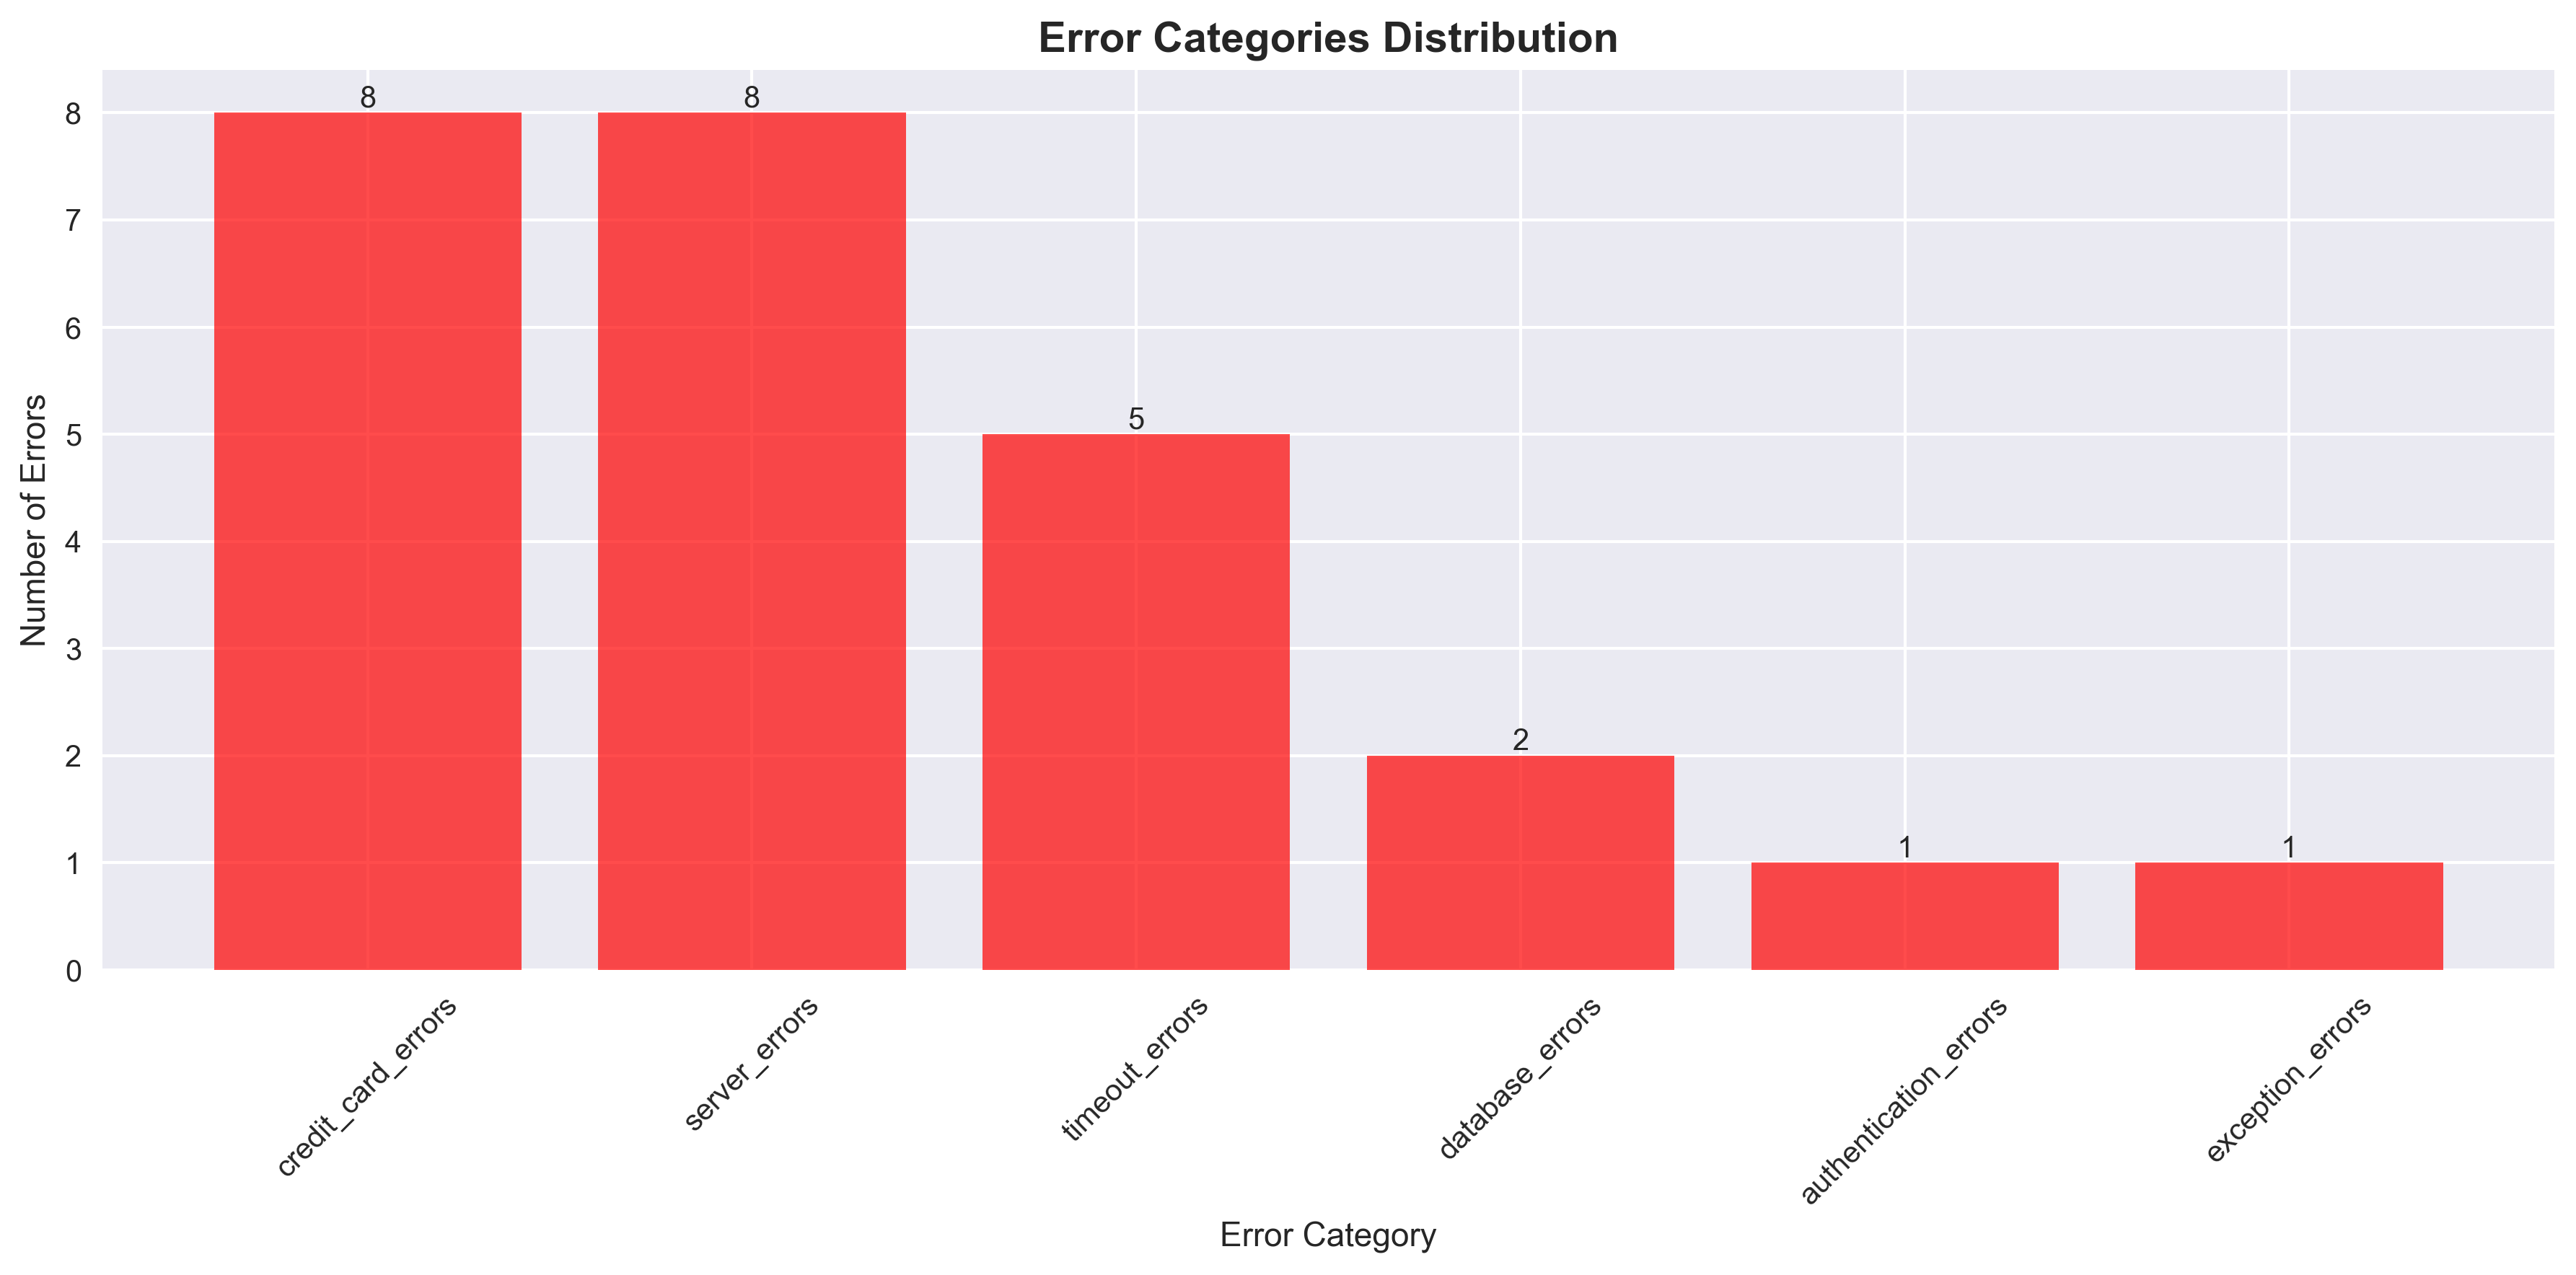 Error Categories Distribution
8
7
6
5
4
3
2
1
0
Number of Errors
8
8
5
2
1
1
credit_card_errors
server_errors
timeout_errors
database_errors
authentication_errors
exception_errors
Error Category